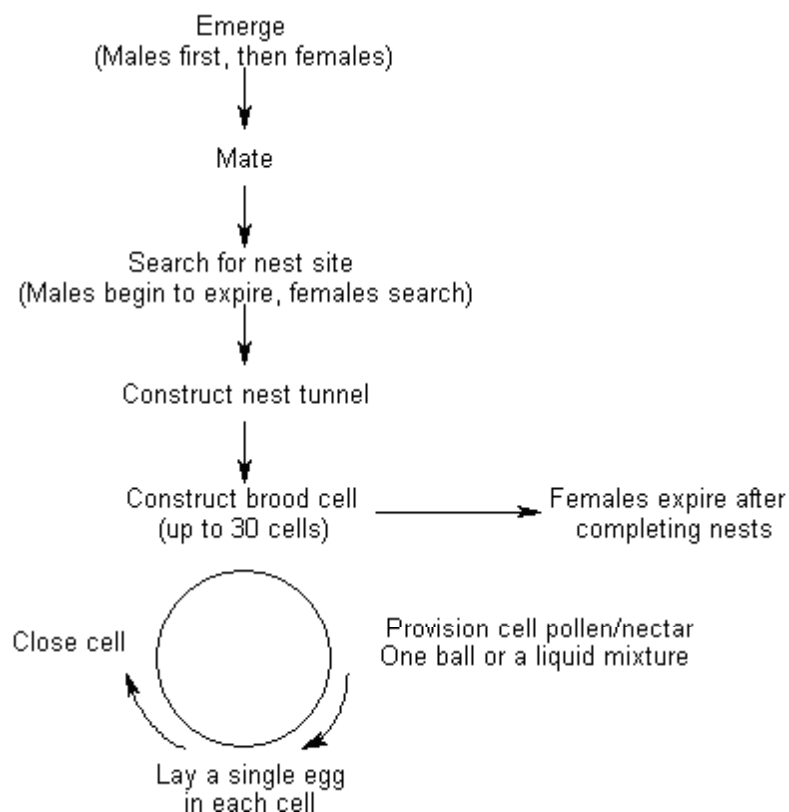 Emerge
(Males first, then females)
Mate
Search for nest site
(Males begin to expire, females search)
Construct nest tunnel
Construct brood cell
(up to 30 cells)
Females expire after
completing nests
Provision cell pollen/nectar
One ball or a liquid mixture
Close cell
Lay a single egg
in each cell